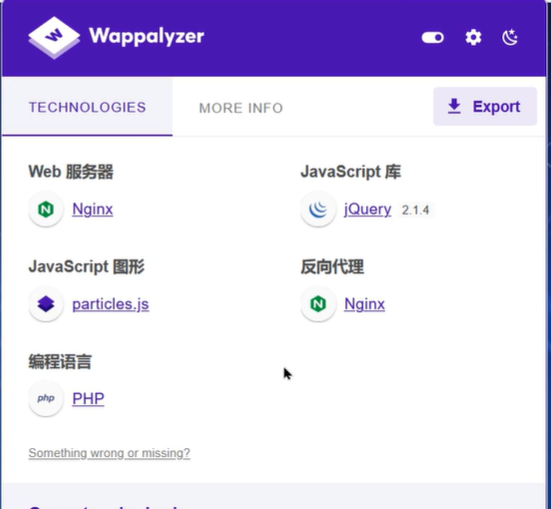 Wappalyzer
TECHNOLOGIES MORE INFO Export
Web 服务器
Nginx
JavaScript 库
jQuery 2.1.4
JavaScript 图形
particles.js
反向代理
Nginx
编程语言
php PHP
Something wrong or missing?